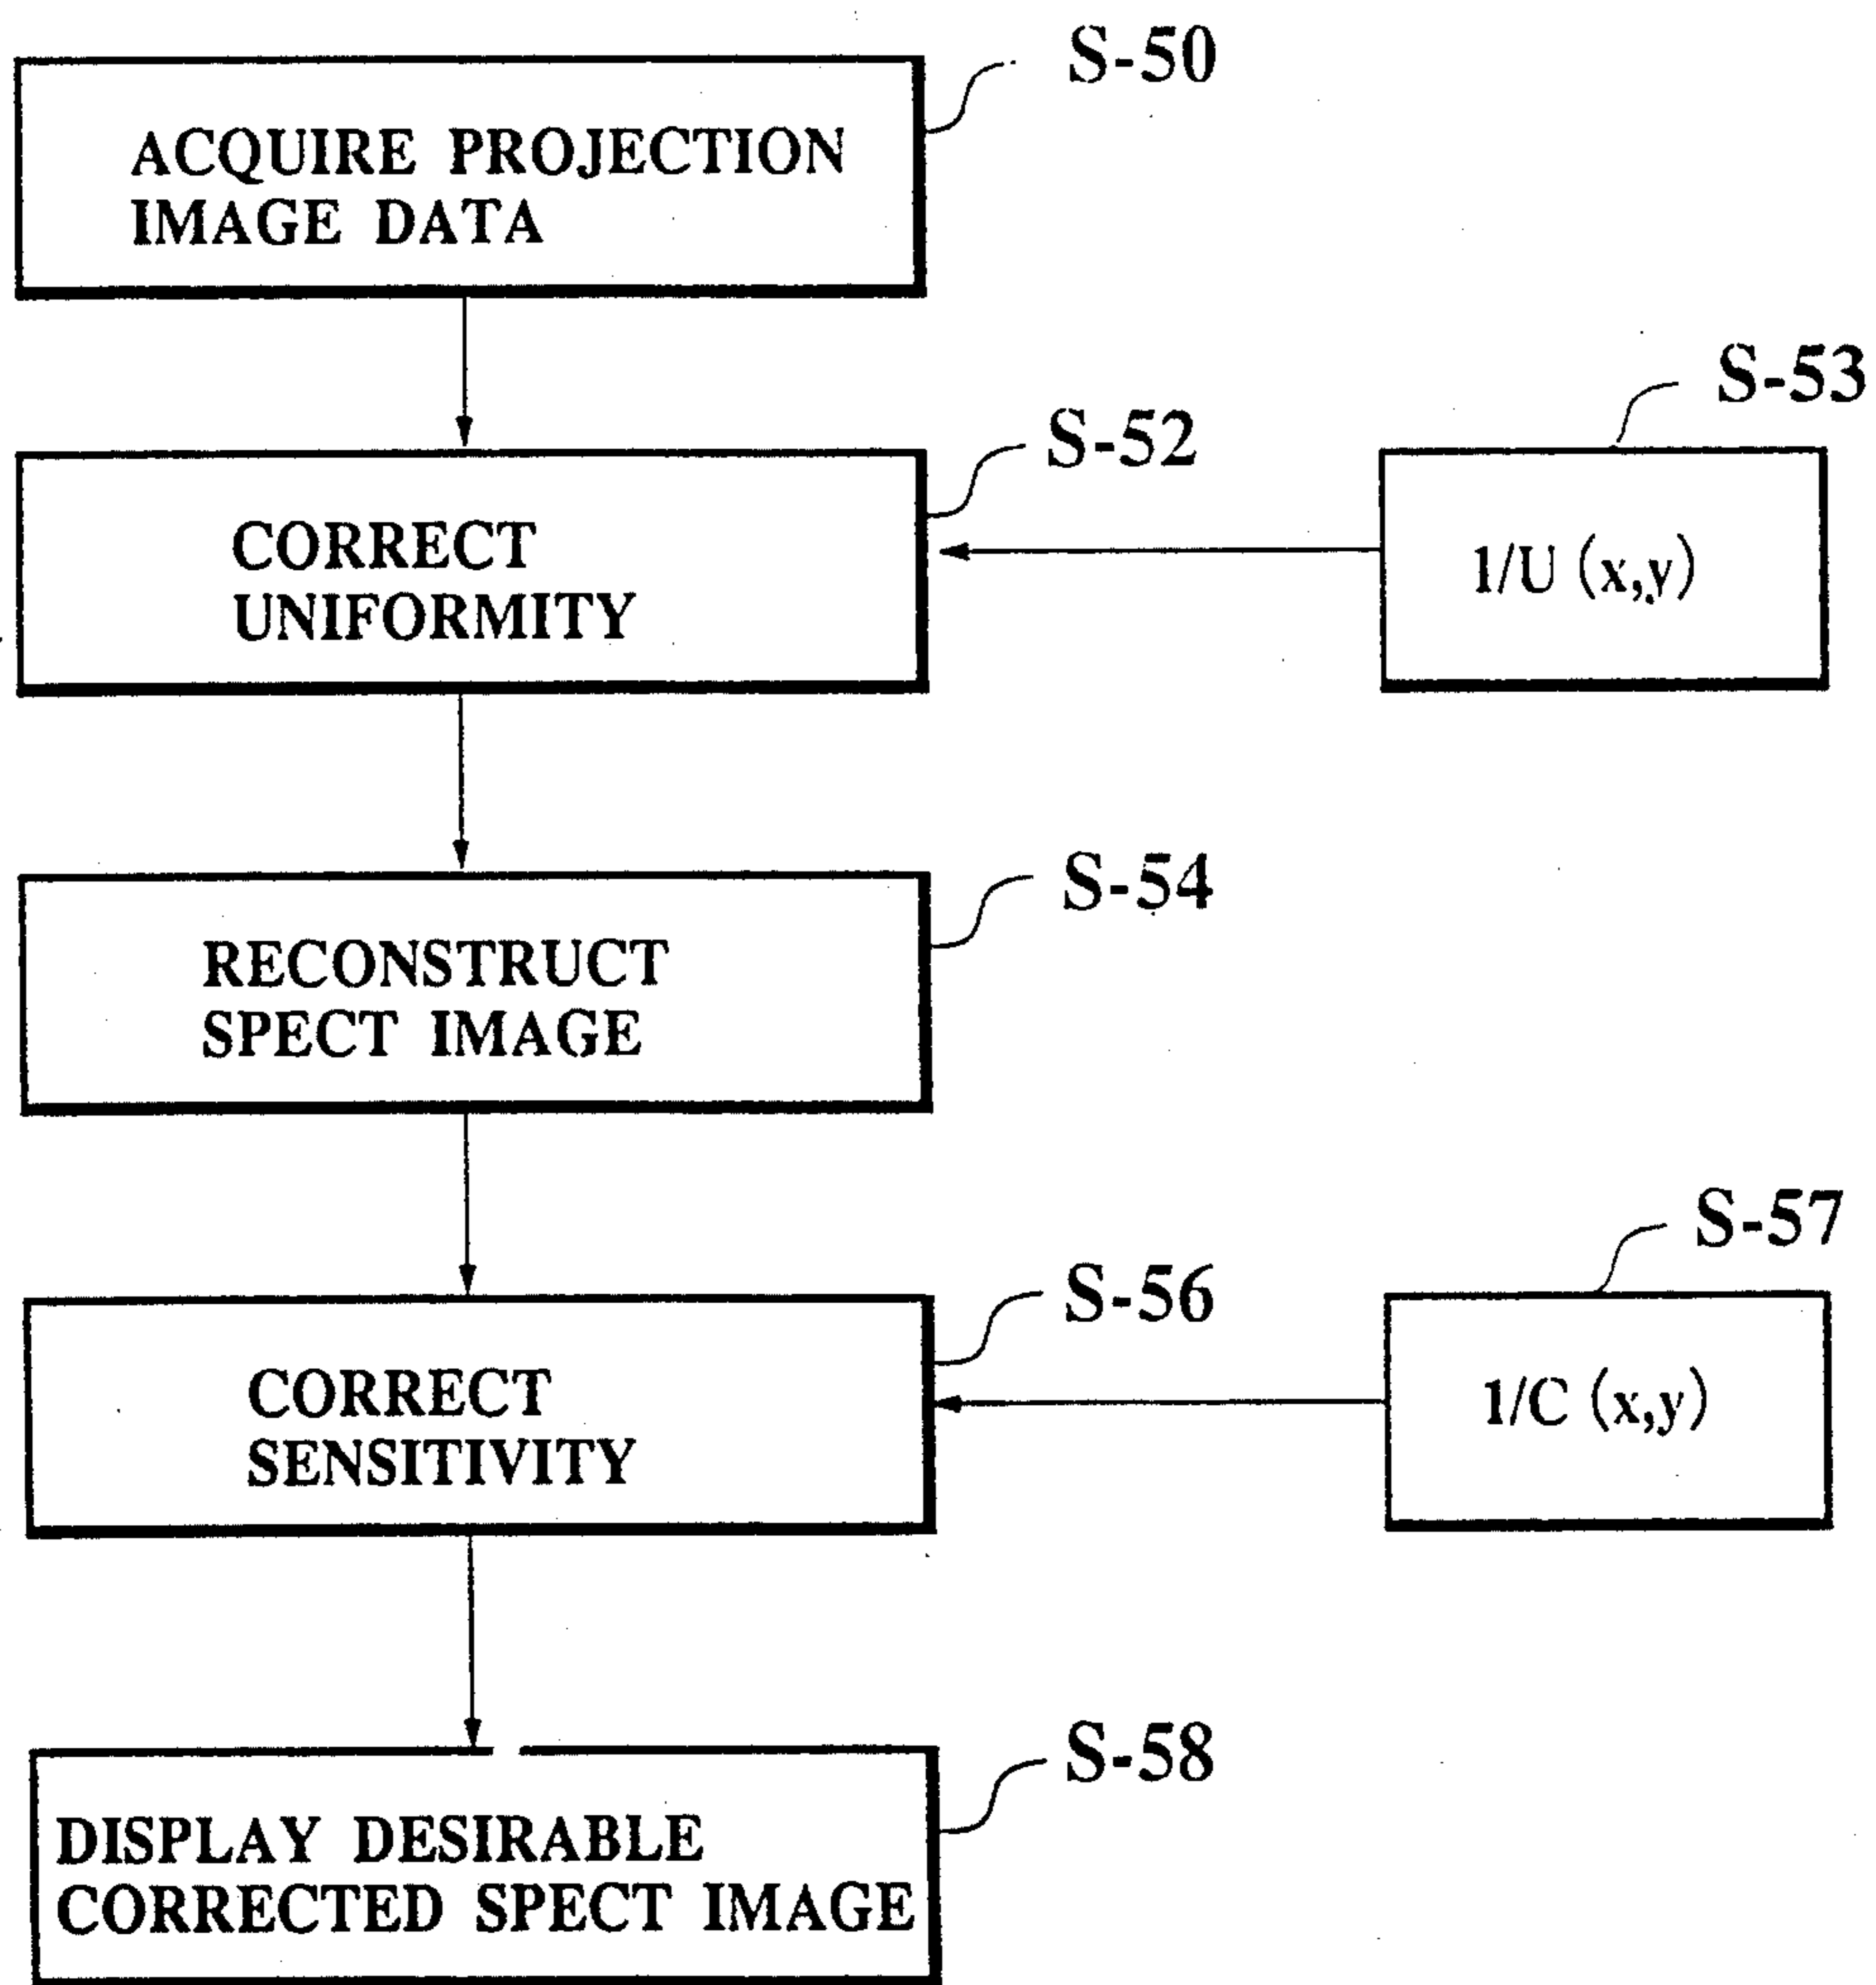 S-50
ACQUIRE PROJECTION
IMAGE DATA
S-53
S-52
CORRECT
UNIFORMITY
1/U (x,y)
S-54
RECONSTRUCT
SPECT IMAGE
S-57
S-56
CORRECT
SENSITIVITY
1/C (x,y)
S-58
DISPLAY DESIRABLE
CORRECTED SPECT IMAGE